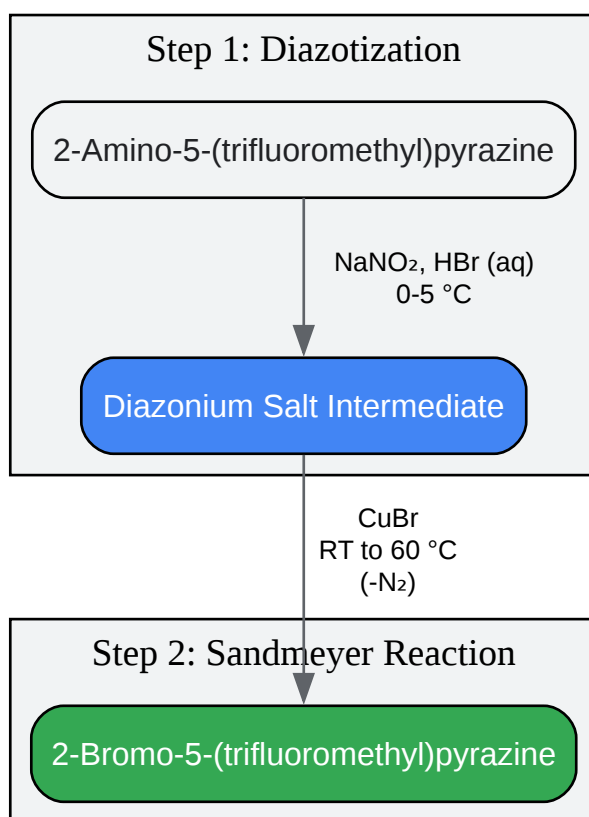 Step 1: Diazotization
2-Amino-5-(trifluoromethyl)pyrazine
NaNO₂, HBr (aq)
0-5 °C
Diazonium Salt Intermediate
CuBr
RT to 60 °C
(-N₂)
Step 2: Sandmeyer Reaction
2-Bromo-5-(trifluoromethyl)pyrazine